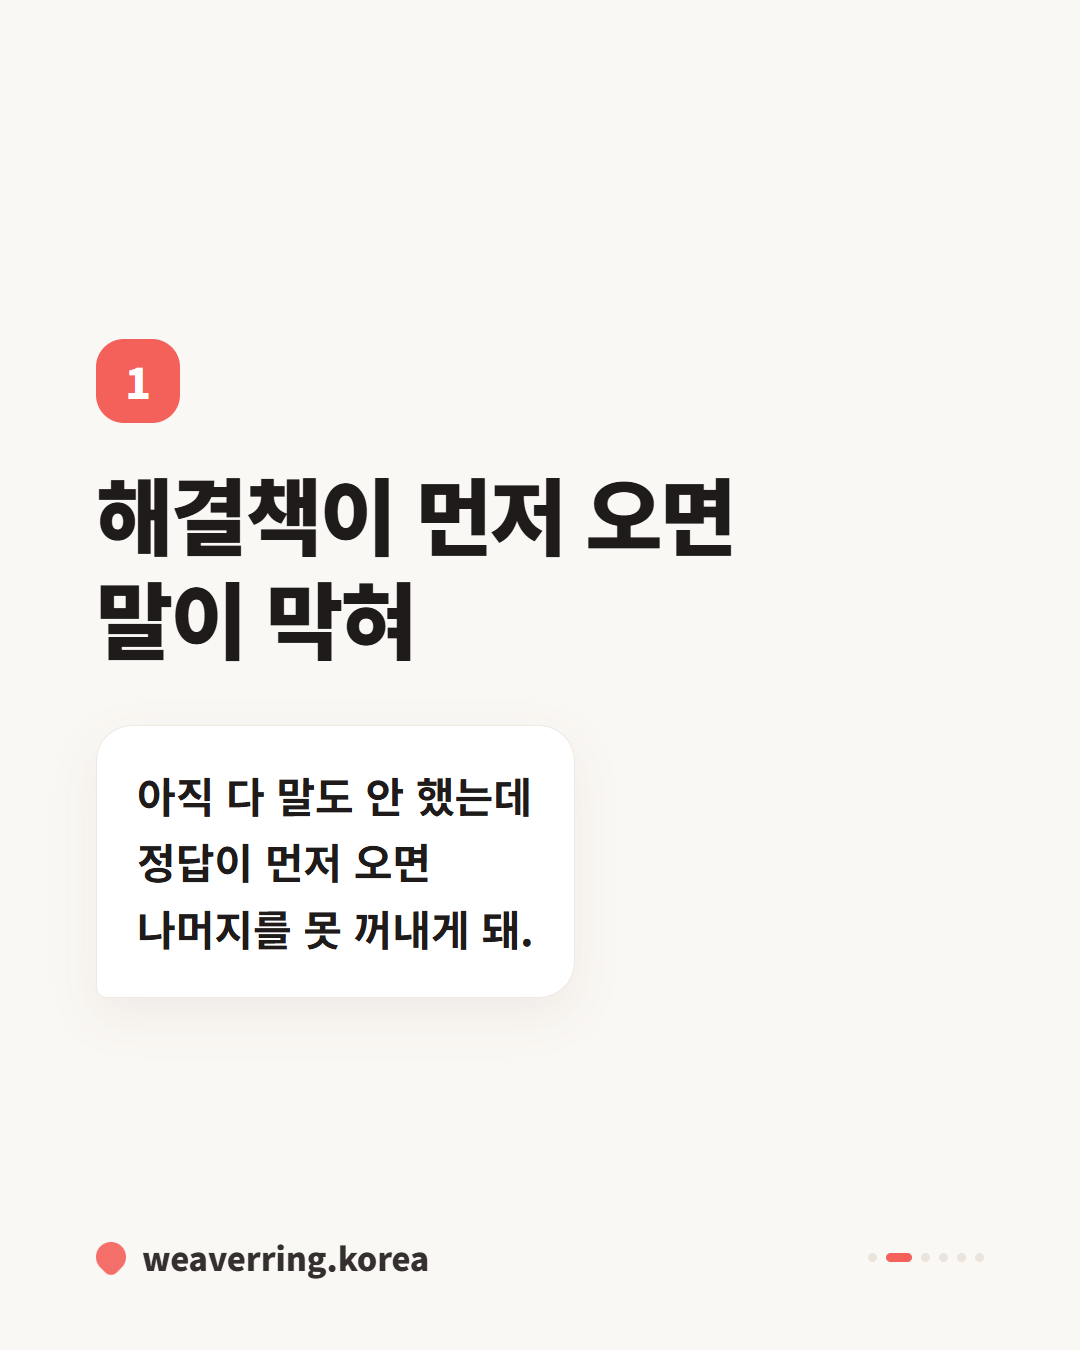 1
해결책이 먼저 오면
말이 막혀
아직 다 말도 안 했는데
정답이 먼저 오면
나머지를 못 꺼내게 돼.
weaverring.korea